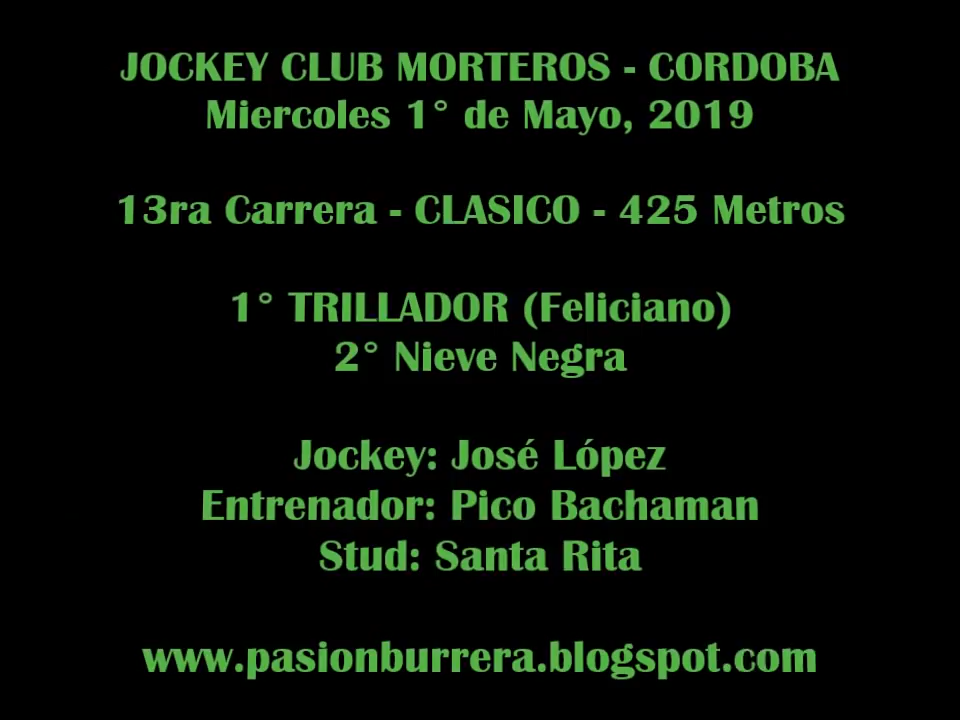 JOCKEY CLUB MORTEROS - CORDOBA
Miercoles 1° de Mayo, 2019
13ra Carrera - CLASICO - 425 Metros
1° TRILLADOR (Feliciano)
2° Nieve Negra
Jockey: José López
Entrenador: Pico Bachaman
Stud: Santa Rita
www.pasionburrera.blogspot.com